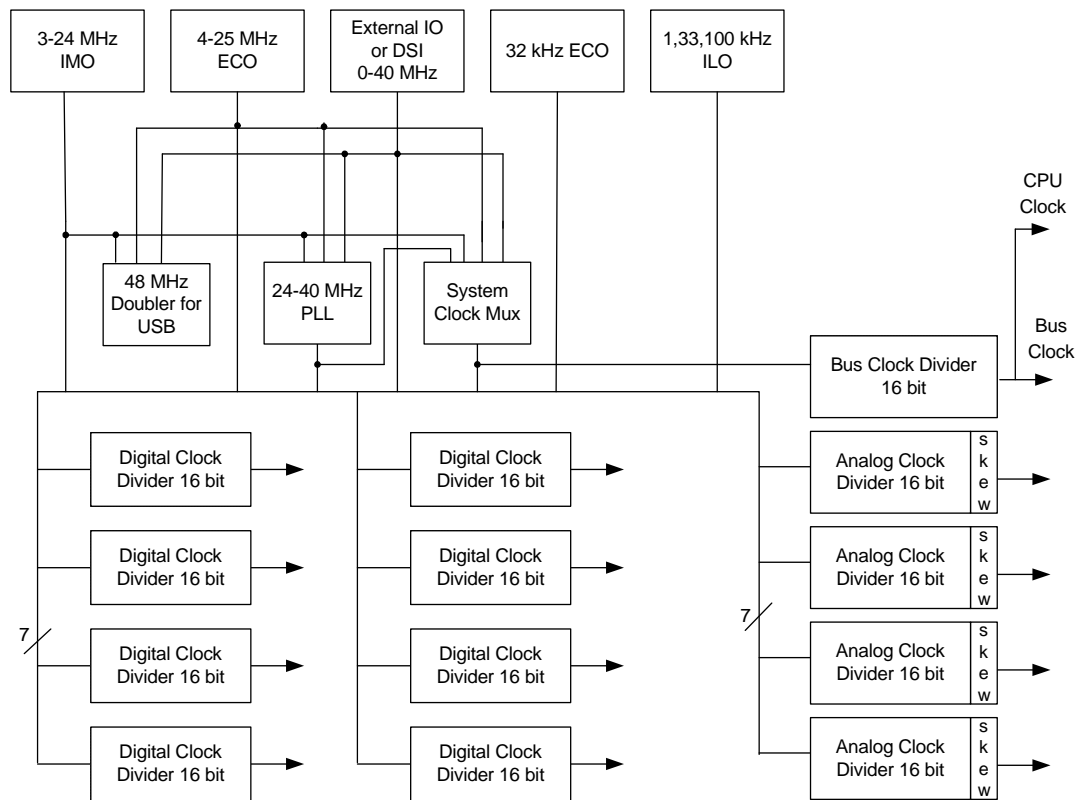 3-24 MHz
IMO
4-25 MHz
ECO
External IO
or DSI
0-40 MHz
32 kHz ECO
1,33,100 kHz
ILO
CPU
Clock
48 MHz
Doubler for
USB
24-40 MHz
PLL
System
Clock Mux
Bus
Clock
Bus Clock Divider
16 bit
Digital Clock
Divider 16 bit
Digital Clock
Divider 16 bit
Analog Clock
Divider 16 bit
s
k
e
w
Digital Clock
Divider 16 bit
Digital Clock
Divider 16 bit
Analog Clock
Divider 16 bit
s
k
e
w
7
7
Digital Clock
Divider 16 bit
Digital Clock
Divider 16 bit
Analog Clock
Divider 16 bit
s
k
e
w
Digital Clock
Divider 16 bit
Digital Clock
Divider 16 bit
Analog Clock
Divider 16 bit
s
k
e
w